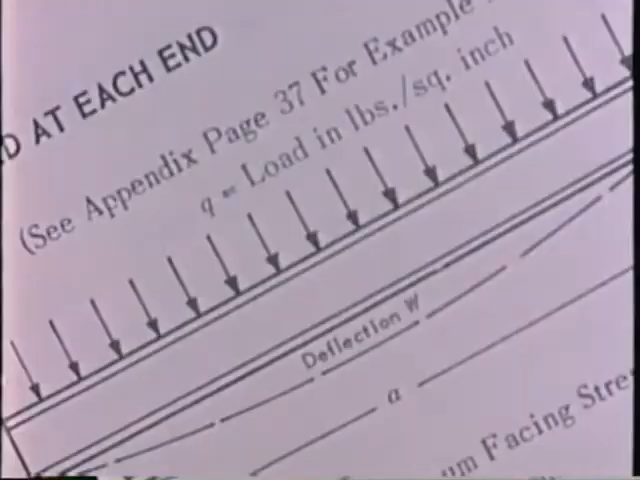 D AT EACH END
(See Appendix Page 37 For Example
q = Load in lbs./sq. inch
Deflection W
a
um Facing Stre